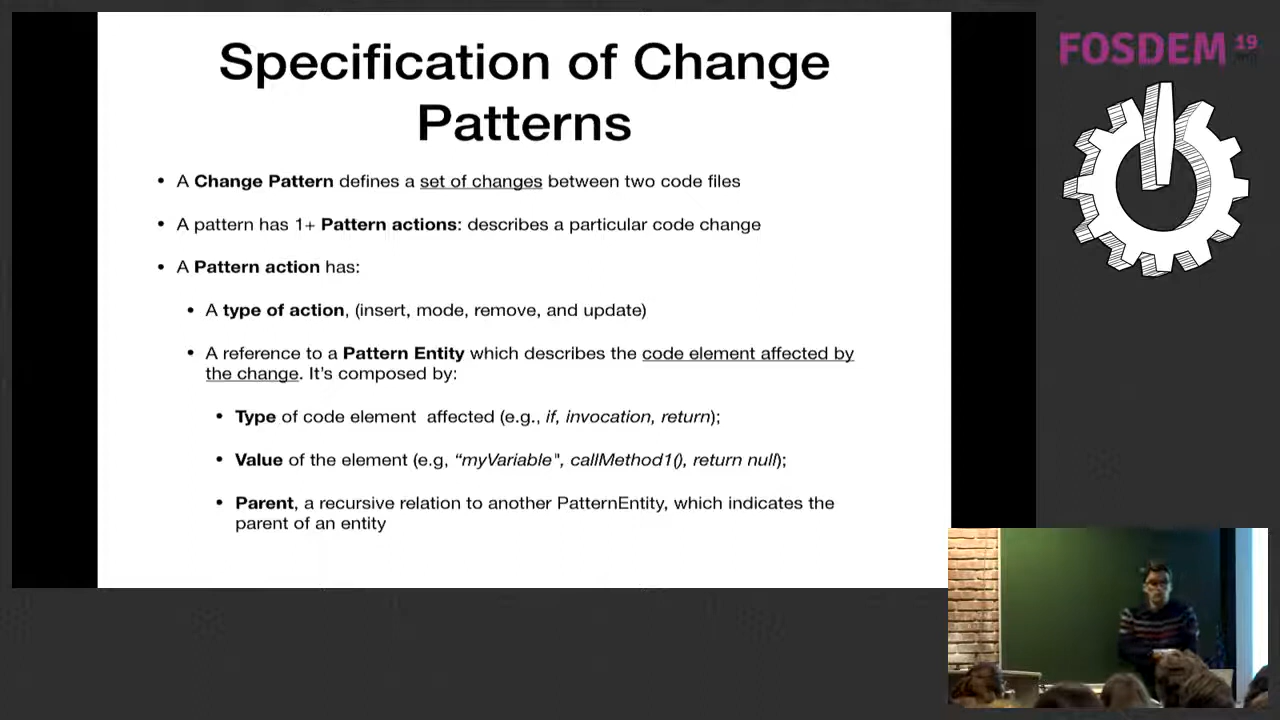 Specification of Change
Patterns
• A Change Pattern defines a set of changes between two code files
• A pattern has 1+ Pattern actions: describes a particular code change
• A Pattern action has:
• A type of action, (insert, mode, remove, and update)
• A reference to a Pattern Entity which describes the code element affected by
the change. It's composed by:
• Type of code element  affected (e.g., if, invocation, return);
• Value of the element (e.g, “myVariable", callMethod1(), return null);
• Parent, a recursive relation to another PatternEntity, which indicates the
parent of an entity
FOSDEM 19